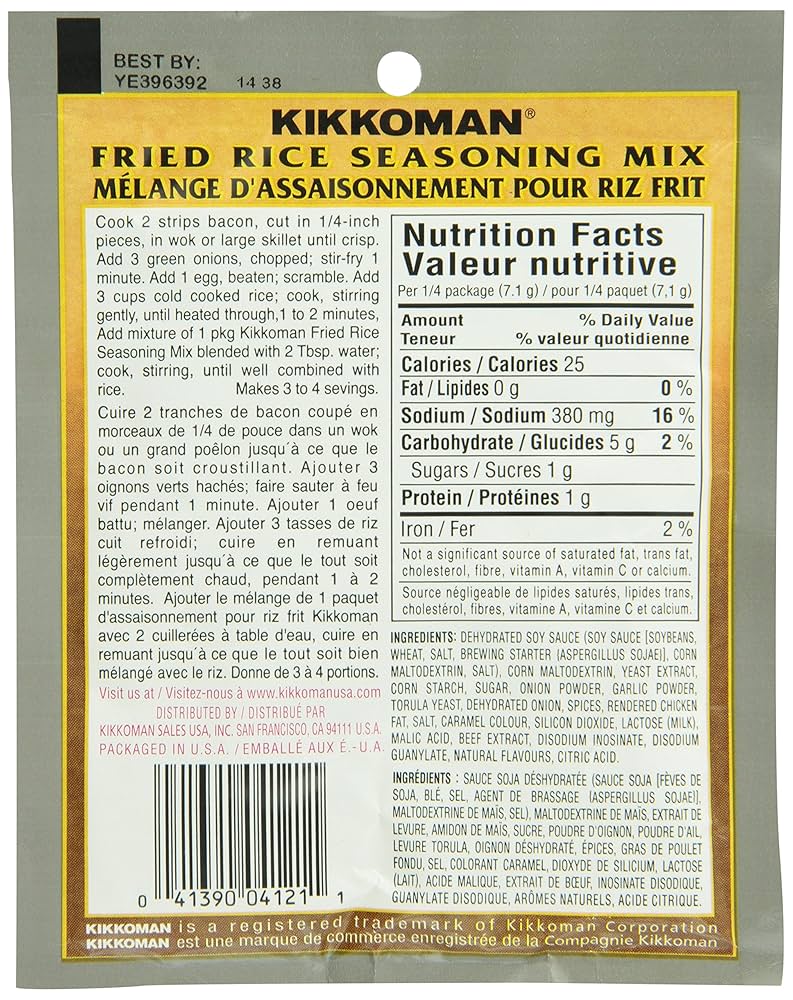 BEST BY:
YE396392 14 38
KIKKOMAN®
FRIED RICE SEASONING MIX
MÉLANGE D'ASSAISONNEMENT POUR RIZ FRIT
Cook 2 strips bacon, cut in 1/4-inch
pieces, in wok or large skillet until crisp.
Add 3 green onions, chopped; stir-fry 1
minute. Add 1 egg, beaten; scramble. Add
3 cups cold cooked rice; cook, stirring
gently, until heated through,1 to 2 minutes,
Add mixture of 1 pkg Kikkoman Fried Rice
Seasoning Mix blended with 2 Tbsp. water;
cook, stirring, until well combined with
rice. Makes 3 to 4 sevings.
Cuire 2 tranches de bacon coupé en
morceaux de 1/4 de pouce dans un wok
ou un grand poêlon jusqu´à ce que le
bacon soit croustillant. Ajouter 3
oignons verts hachés; faire sauter à feu
vif pendant 1 minute. Ajouter 1 oeuf
battu; mélanger. Ajouter 3 tasses de riz
cuit refroidi; cuire en remuant
légèrement jusqu´à ce que le tout soit
complètement chaud, pendant 1 à 2
minutes. Ajouter le mélange de 1 paquet
d'assaisonnement pour riz frit Kikkoman
avec 2 cuillerées à table d'eau, cuire en
remuant jusqu´à ce que le tout soit bien
mélangé avec le riz. Donne de 3 à 4 portions.
Visit us at / Visitez-nous à www.kikkomanusa.com
DISTRIBUTED BY / DISTRIBUÉ PAR
KIKKOMAN SALES USA, INC. SAN FRANCISCO, CA 94111 U.S.A.
PACKAGED IN U.S.A. / EMBALLÉ AUX É.-U.A.
0 41390 04121 1
Nutrition Facts
Valeur nutritive
Per 1/4 package (7.1 g) / pour 1/4 paquet (7,1 g)
Amount % Daily Value
Teneur % valeur quotidienne
Calories / Calories 25
Fat / Lipides 0 g 0 %
Sodium / Sodium 380 mg 16 %
Carbohydrate / Glucides 5 g 2 %
Sugars / Sucres 1 g
Protein / Protéines 1 g
Iron / Fer 2 %
Not a significant source of saturated fat, trans fat,
cholesterol, fibre, vitamin A, vitamin C or calcium.
Source négligeable de lipides saturés, lipides trans,
cholestérol, fibres, vitamine A, vitamine C et calcium.
INGREDIENTS: DEHYDRATED SOY SAUCE (SOY SAUCE [SOYBEANS,
WHEAT, SALT, BREWING STARTER (ASPERGILLUS SOJAE)], CORN
MALTODEXTRIN, SALT), CORN MALTODEXTRIN, YEAST EXTRACT,
CORN STARCH, SUGAR, ONION POWDER, GARLIC POWDER,
TORULA YEAST, DEHYDRATED ONION, SPICES, RENDERED CHICKEN
FAT, SALT, CARAMEL COLOUR, SILICON DIOXIDE, LACTOSE (MILK),
MALIC ACID, BEEF EXTRACT, DISODIUM INOSINATE, DISODIUM
GUANYLATE, NATURAL FLAVOURS, CITRIC ACID.
INGRÉDIENTS : SAUCE SOJA DÉSHYDRATÉE (SAUCE SOJA [FÈVES DE
SOJA, BLÉ, SEL, AGENT DE BRASSAGE (ASPERGILLUS SOJAE)],
MALTODEXTRINE DE MAÏS, SEL), MALTODEXTRINE DE MAÏS, EXTRAIT DE
LEVURE, AMIDON DE MAÏS, SUCRE, POUDRE D'OIGNON, POUDRE D'AIL,
LEVURE TORULA, OIGNON DÉSHYDRATÉ, ÉPICES, GRAS DE POULET
FONDU, SEL, COLORANT CARAMEL, DIOXYDE DE SILICIUM, LACTOSE
(LAIT), ACIDE MALIQUE, EXTRAIT DE BŒUF, INOSINATE DISODIQUE,
GUANYLATE DISODIQUE, ARÔMES NATURELS, ACIDE CITRIQUE.
KIKKOMAN is a registered trademark of Kikkoman Corporation
KIKKOMAN est une marque de commerce enregistrée de la Compagnie Kikkoman